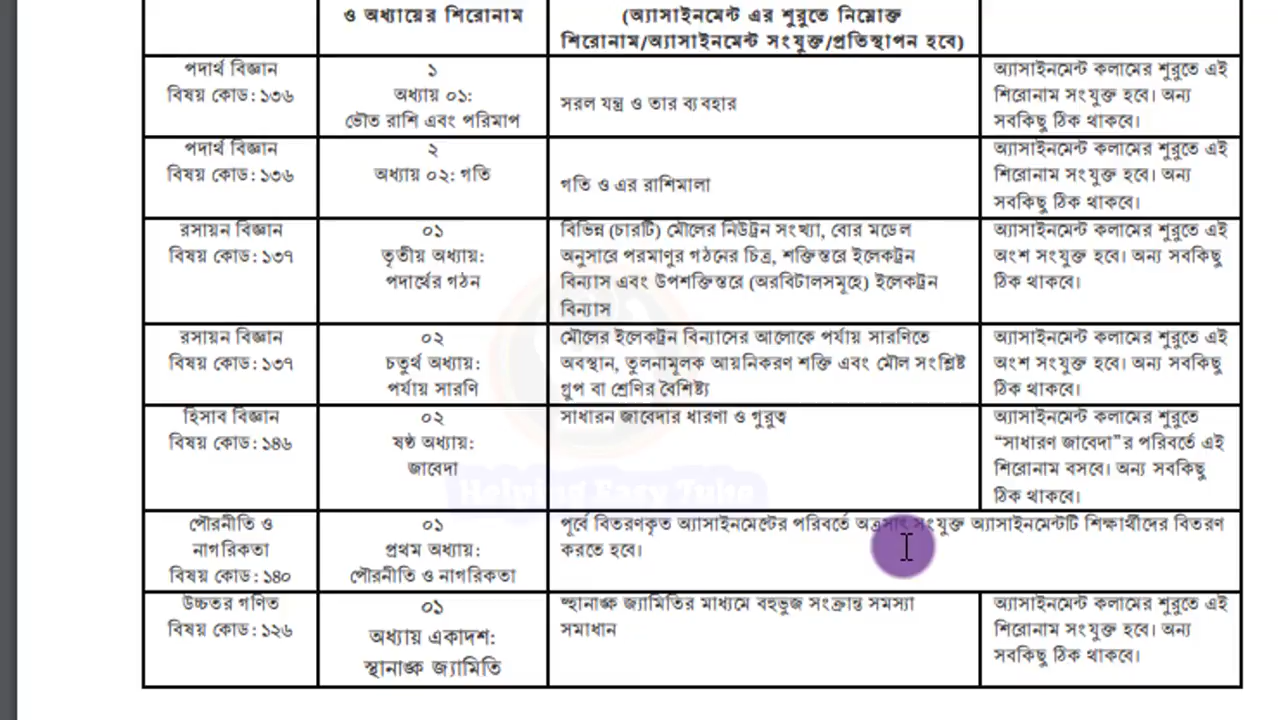 ও অধ্যায়ের শিরোনাম
(অ্যাসাইনমেন্ট এর শুরুতে নিম্নোক্ত
শিরোনাম/অ্যাসাইনমেন্ট সংযুক্ত/প্রতিস্থাপন হবে)
পদার্থ বিজ্ঞান
বিষয় কোড: ১৩৬
১
অধ্যায় ০১:
ভৌত রাশি এবং পরিমাপ
সরল যন্ত্র ও তার ব্যবহার
অ্যাসাইনমেন্ট কলামের শুরুতে এই
শিরোনাম সংযুক্ত হবে। অন্য
সবকিছু ঠিক থাকবে।
পদার্থ বিজ্ঞান
বিষয় কোড: ১৩৬
২
অধ্যায় ০২: গতি
গতি ও এর রাশিমালা
অ্যাসাইনমেন্ট কলামের শুরুতে এই
শিরোনাম সংযুক্ত হবে। অন্য
সবকিছু ঠিক থাকবে।
রসায়ন বিজ্ঞান
বিষয় কোড: ১৩৭
০১
তৃতীয় অধ্যায়:
পদার্থের গঠন
বিভিন্ন (চারটি) মৌলের নিউট্রন সংখ্যা, বোর মডেল
অনুসারে পরমাণুর গঠনের চিত্র, শক্তিস্তরে ইলেকট্রন
বিন্যাস এবং উপশক্তিস্তরে (অরবিটালসমূহে) ইলেকট্রন
বিন্যাস
অ্যাসাইনমেন্ট কলামের শুরুতে এই
অংশ সংযুক্ত হবে। অন্য সবকিছু
ঠিক থাকবে।
রসায়ন বিজ্ঞান
বিষয় কোড: ১৩৭
০২
চতুর্থ অধ্যায়:
পর্যায় সারণি
মৌলের ইলেকট্রন বিন্যাসের আলোকে পর্যায় সারণিতে
অবস্থান, তুলনামূলক আয়নিকরণ শক্তি এবং মৌল সংশ্লিষ্ট
গ্রুপ বা শ্রেণির বৈশিষ্ট্য
অ্যাসাইনমেন্ট কলামের শুরুতে এই
অংশ সংযুক্ত হবে। অন্য সবকিছু
ঠিক থাকবে।
হিসাব বিজ্ঞান
বিষয় কোড: ১৪৬
০২
ষষ্ঠ অধ্যায়:
জাবেদা
সাধারন জাবেদার ধারণা ও গুরুত্ব
অ্যাসাইনমেন্ট কলামের শুরুতে
“সাধারণ জাবেদা”র পরিবর্তে এই
শিরোনাম বসবে। অন্য সবকিছু
ঠিক থাকবে।
Helping Easy Tube
পৌরনীতি ও
নাগরিকতা
বিষয় কোড: ১৪০
০১
প্রথম অধ্যায়:
পৌরনীতি ও নাগরিকতা
পূর্বে বিতরণকৃত অ্যাসাইনমেন্টের পরিবর্তে অত্রসাৎ সংযুক্ত অ্যাসাইনমেন্টটি শিক্ষার্থীদের বিতরণ
করতে হবে।
উচ্চতর গণিত
বিষয় কোড: ১২৬
০১
অধ্যায় একাদশ:
স্থানাঙ্ক জ্যামিতি
স্থানাঙ্ক জ্যামিতির মাধ্যমে বহুভুজ সংক্রান্ত সমস্যা
সমাধান
অ্যাসাইনমেন্ট কলামের শুরুতে এই
শিরোনাম সংযুক্ত হবে। অন্য
সবকিছু ঠিক থাকবে।